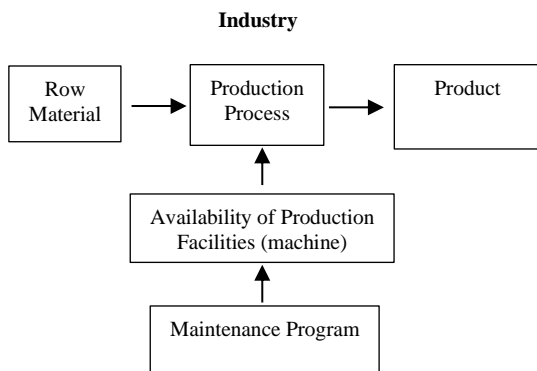 Industry
Row
Material
Production
Process
Product
Availability of Production
Facilities (machine)
Maintenance Program